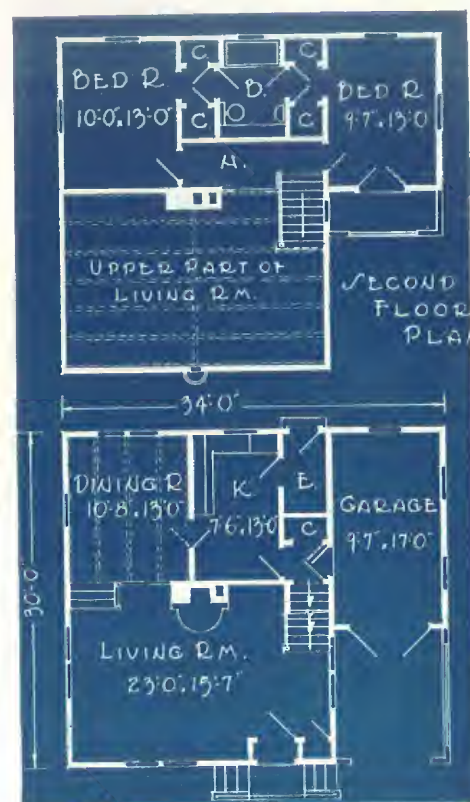 C
C
BED R
10'-0" x 13'-0"
B.
BED R
9'-7" x 13'-0
C
C
H.
UPPER PART OF
LIVING RM.
SECOND
FLOOR
PLAN
34'-0"
30'-0"
DINING R
10'-8" x 13'-0"
K.
7'6" x 13'-0"
E.
C
GARAGE
9'-7" x 17'-0"
LIVING RM.
23'-0" x 15'-7"